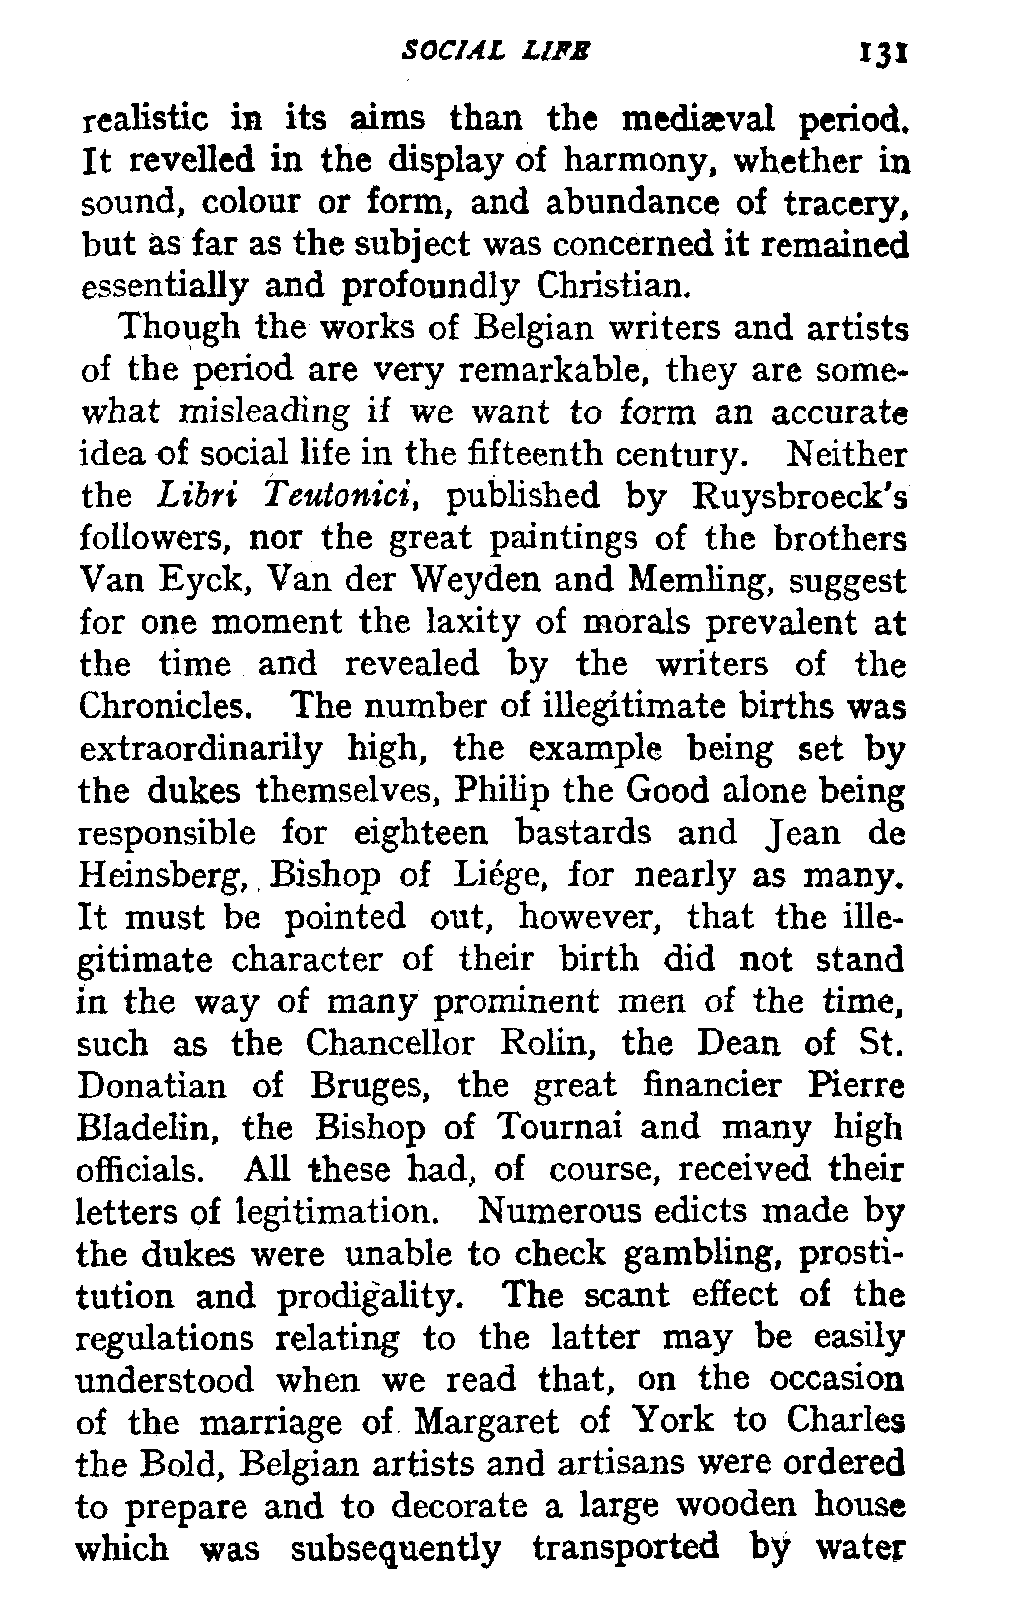 SOCIAL LIFE 131
realistic in its aims than the mediæval period.
It revelled in the display of harmony, whether in
sound, colour or form, and abundance of tracery,
but as far as the subject was concerned it remained
essentially and profoundly Christian.
Though the works of Belgian writers and artists
of the period are very remarkable, they are some-
what misleading if we want to form an accurate
idea of social life in the fifteenth century. Neither
the Libri Teutonici, published by Ruysbroeck's
followers, nor the great paintings of the brothers
Van Eyck, Van der Weyden and Memling, suggest
for one moment the laxity of morals prevalent at
the time and revealed by the writers of the
Chronicles. The number of illegitimate births was
extraordinarily high, the example being set by
the dukes themselves, Philip the Good alone being
responsible for eighteen bastards and Jean de
Heinsberg, Bishop of Liége, for nearly as many.
It must be pointed out, however, that the ille-
gitimate character of their birth did not stand
in the way of many prominent men of the time,
such as the Chancellor Rolin, the Dean of St.
Donatian of Bruges, the great financier Pierre
Bladelin, the Bishop of Tournai and many high
officials. All these had, of course, received their
letters of legitimation. Numerous edicts made by
the dukes were unable to check gambling, prosti-
tution and prodigality. The scant effect of the
regulations relating to the latter may be easily
understood when we read that, on the occasion
of the marriage of Margaret of York to Charles
the Bold, Belgian artists and artisans were ordered
to prepare and to decorate a large wooden house
which was subsequently transported by water